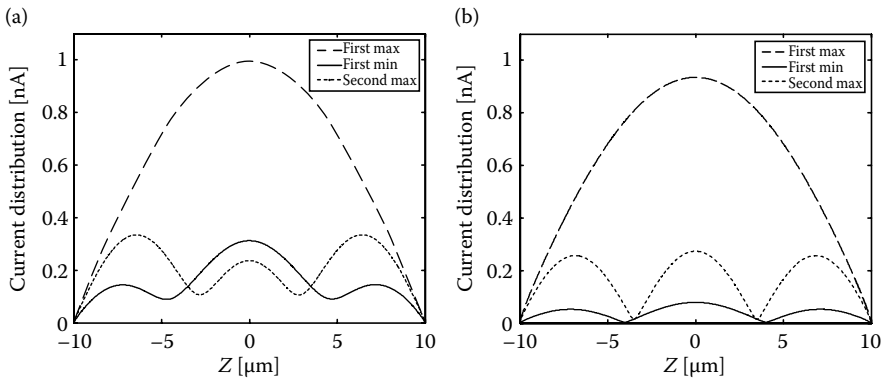 (a)
Current distribution [nA]
1
0.8
0.6
0.4
0.2
0
−10
−5
0
5
10
Z [μm]
First max
First min
Second max
(b)
Current distribution [nA]
1
0.8
0.6
0.4
0.2
0
−10
−5
0
5
10
Z [μm]
First max
First min
Second max